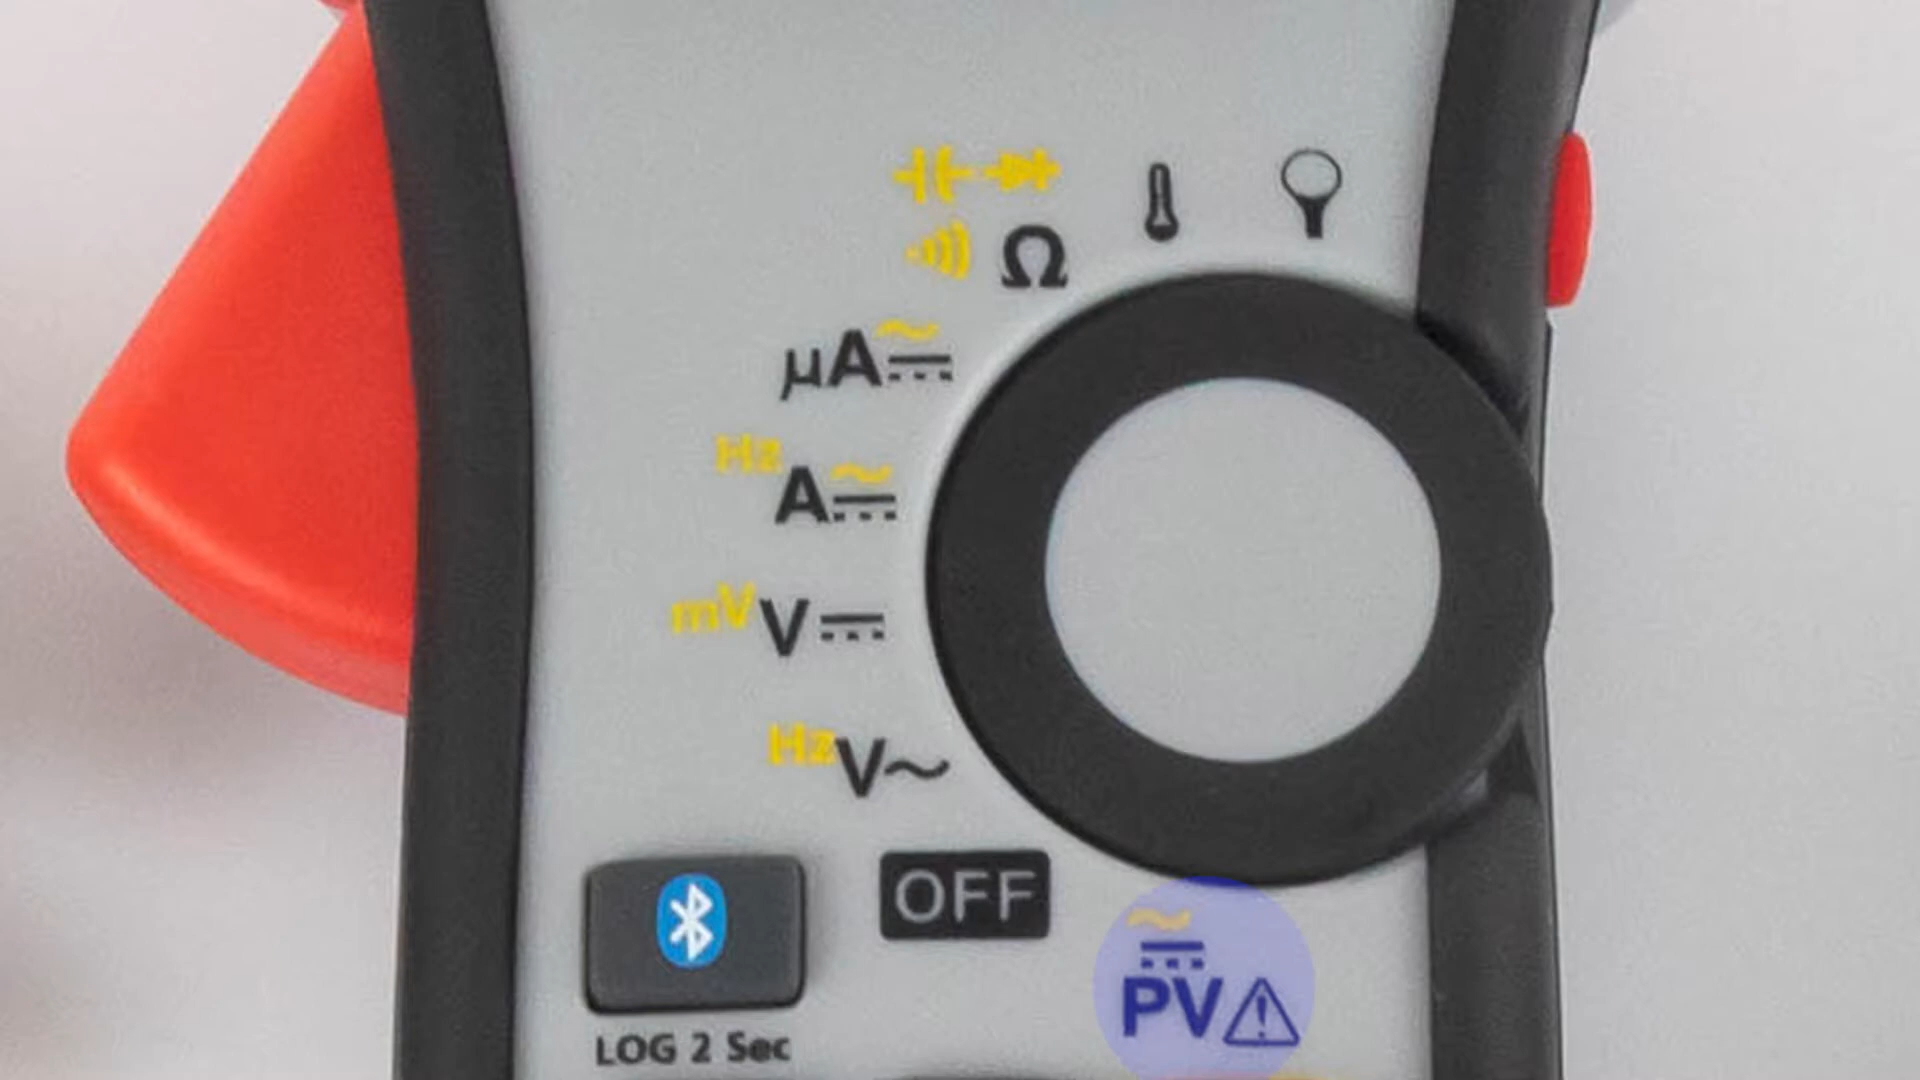 Ω
µA
Hz
A
mV V
Hz V~
OFF
PV
LOG 2 Sec